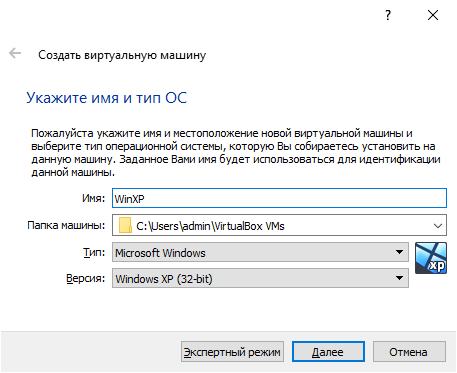 ?
Создать виртуальную машину
Укажите имя и тип ОС
Пожалуйста укажите имя и местоположение новой виртуальной машины и
выберите тип операционной системы, которую Вы собираетесь установить на
данную машину. Заданное Вами имя будет использоваться для идентификации
данной машины.
Имя: WinXP
Папка машины: C:\Users\admin\VirtualBox VMs
Тип: Microsoft Windows
xp
Версия: Windows XP (32-bit)
Экспертный режим Далее Отмена